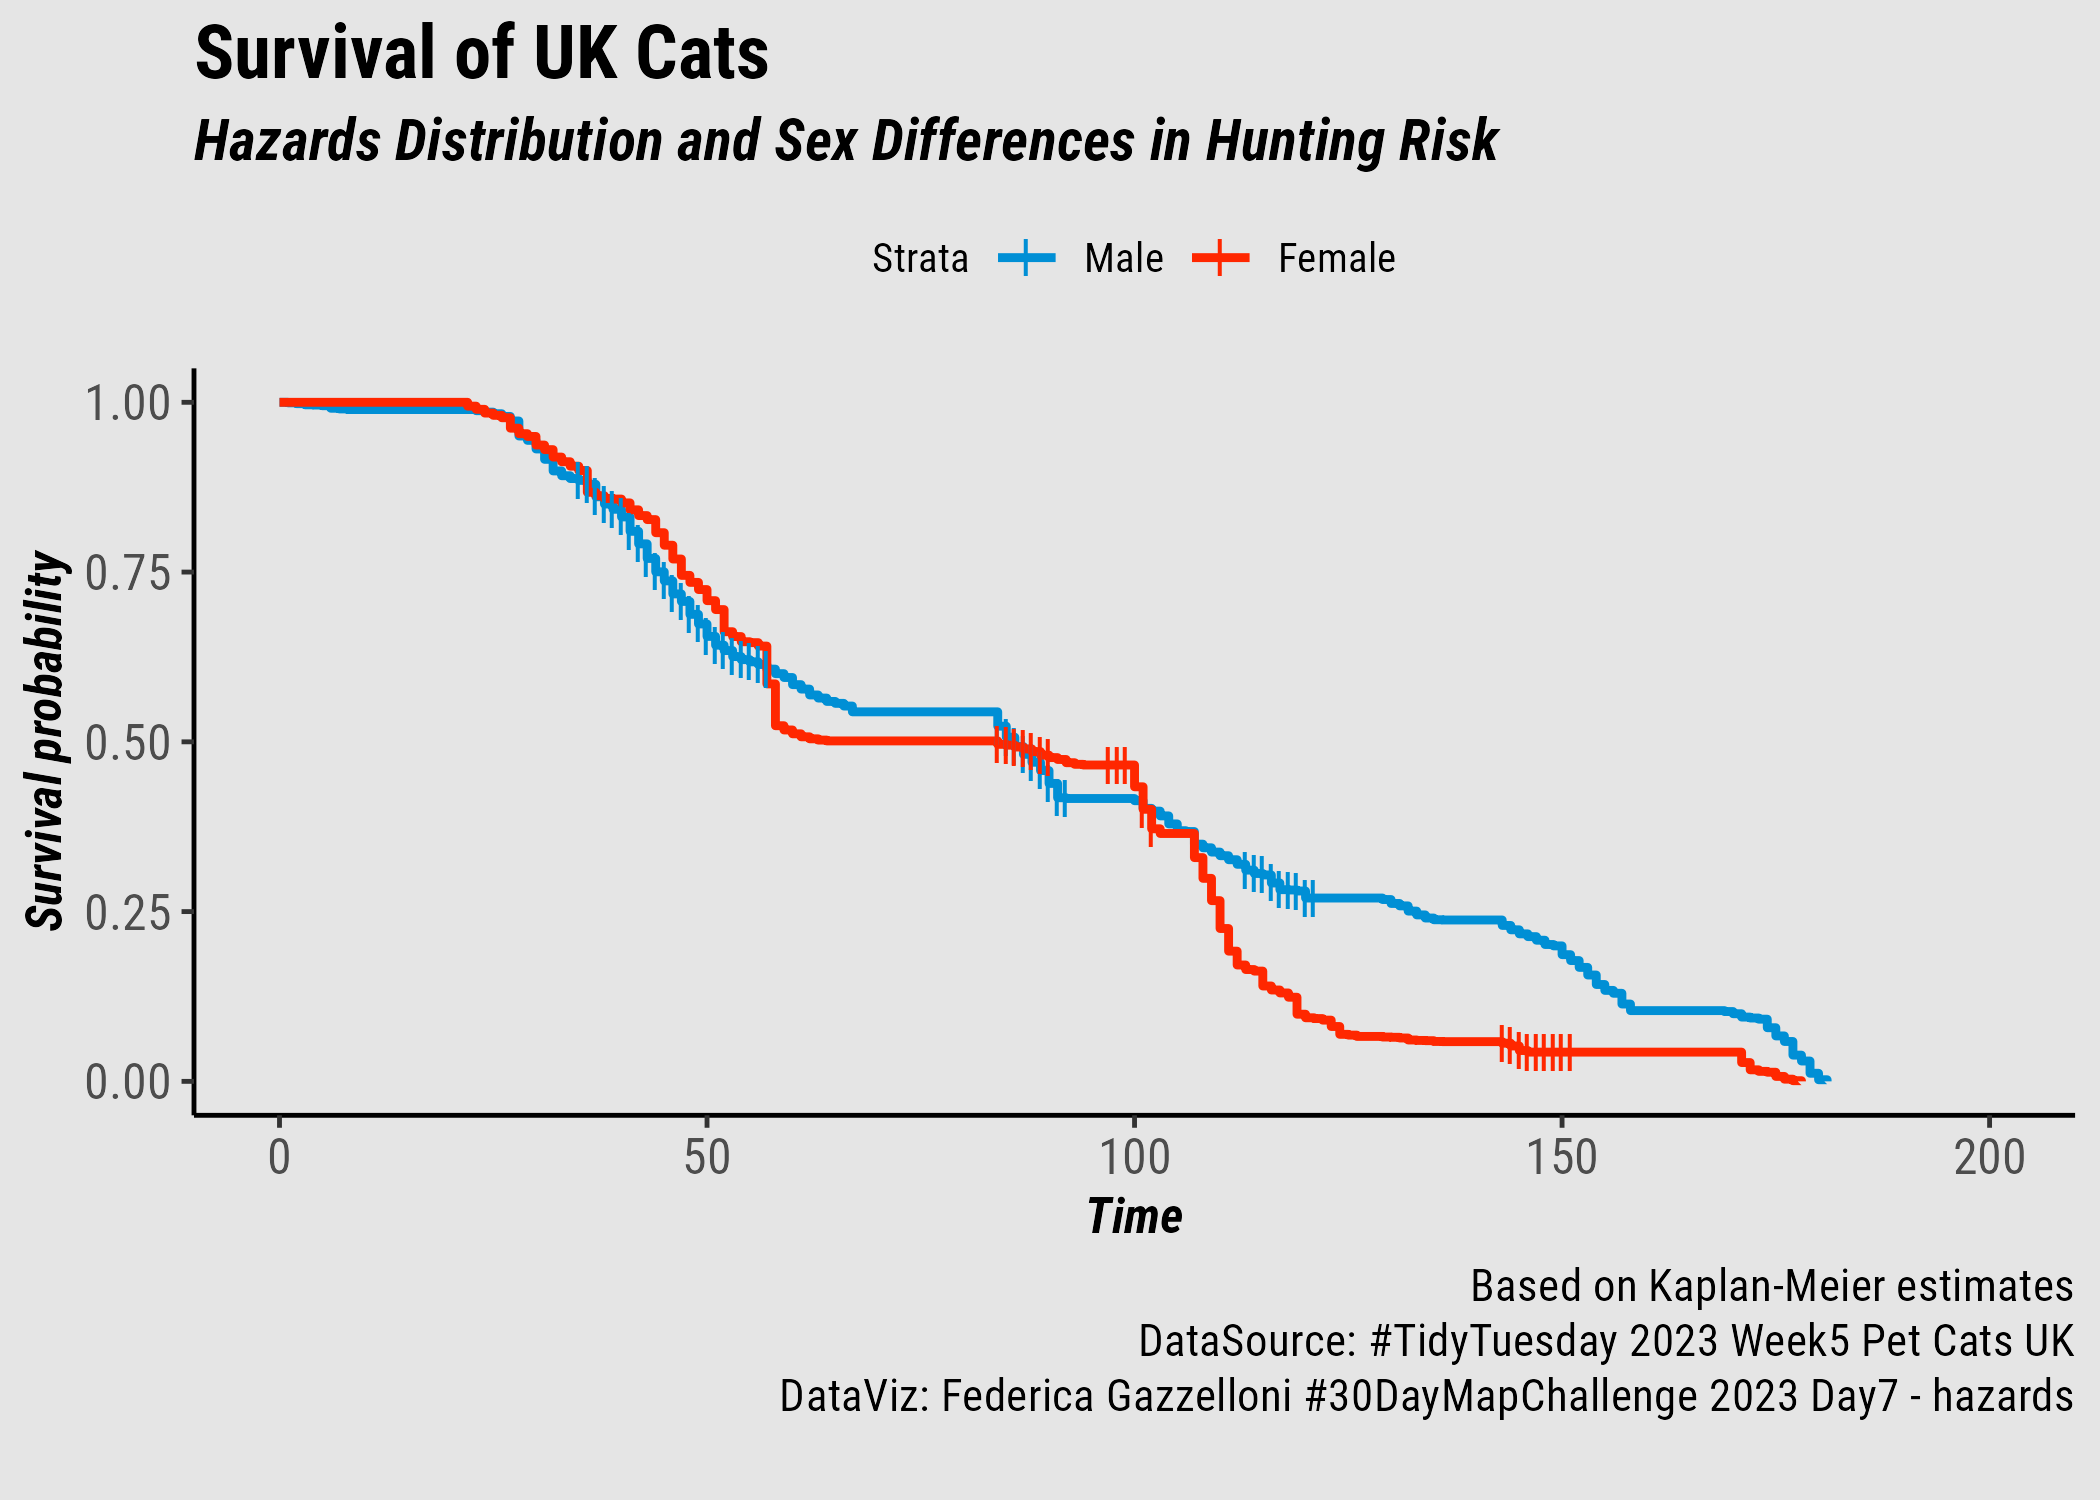 Survival of UK Cats
Hazards Distribution and Sex Differences in Hunting Risk
Strata Male Female
1.00
0.75
0.50
0.25
0.00
Survival probability
0 50 100 150 200
Time
Based on Kaplan-Meier estimates
DataSource: #TidyTuesday 2023 Week5 Pet Cats UK
DataViz: Federica Gazzelloni #30DayMapChallenge 2023 Day7 - hazards